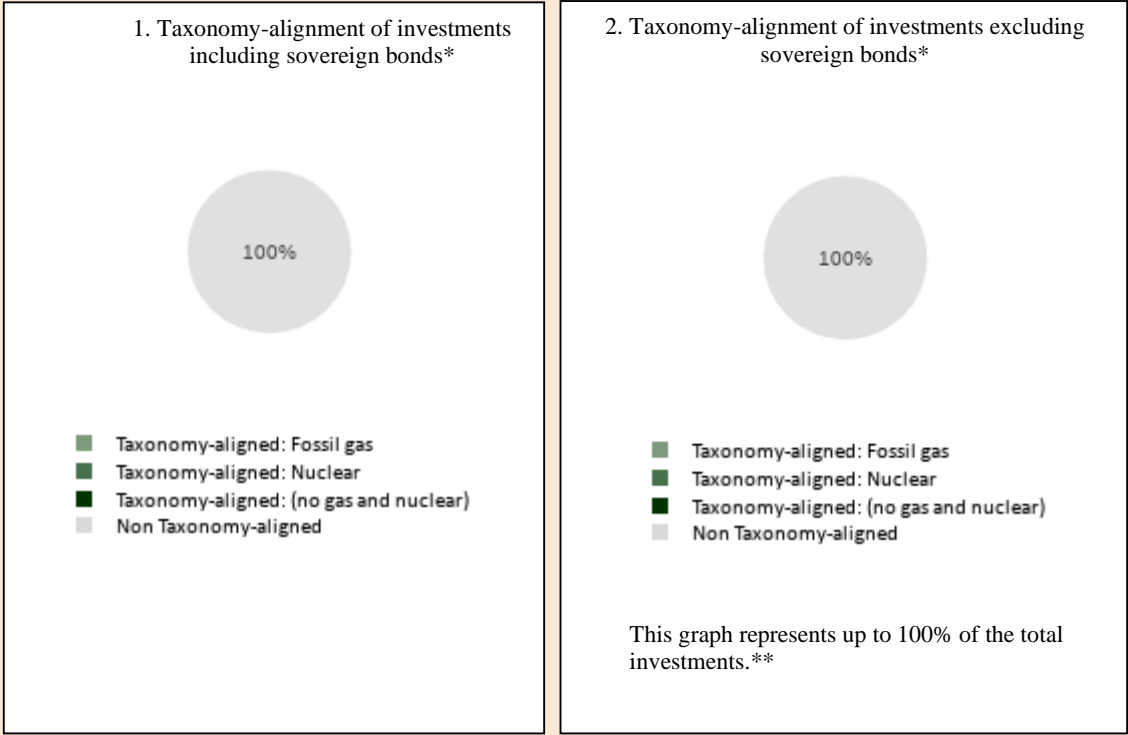 1. Taxonomy-alignment of investments
including sovereign bonds*
100%
Taxonomy-aligned: Fossil gas
Taxonomy-aligned: Nuclear
Taxonomy-aligned: (no gas and nuclear)
Non Taxonomy-aligned
2. Taxonomy-alignment of investments excluding
sovereign bonds*
100%
Taxonomy-aligned: Fossil gas
Taxonomy-aligned: Nuclear
Taxonomy-aligned: (no gas and nuclear)
Non Taxonomy-aligned
This graph represents up to 100% of the total
investments.**